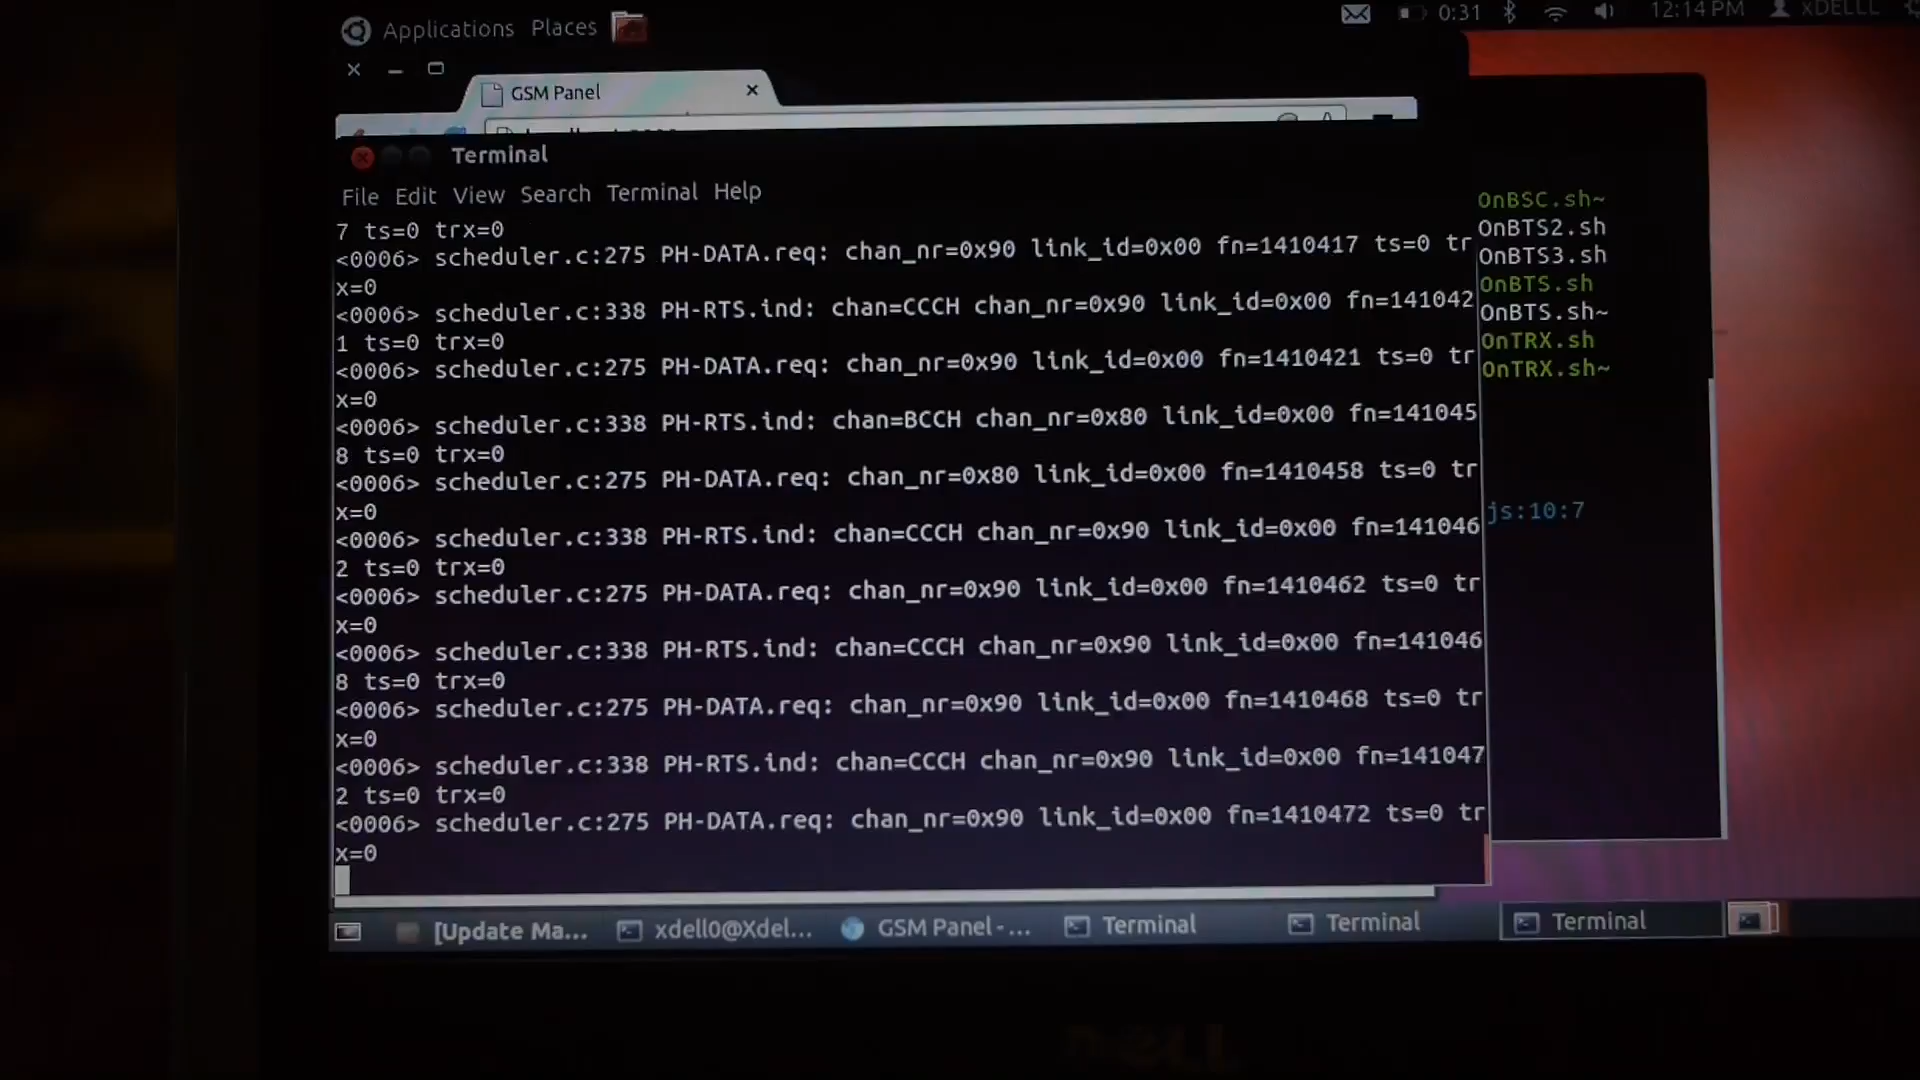 Applications Places
0:31 12:14 PM XDELLL
GSM Panel
Terminal
File Edit View Search Terminal Help
7 ts=0 trx=0
<0006> scheduler.c:275 PH-DATA.req: chan_nr=0x90 link_id=0x00 fn=1410417 ts=0 tr
x=0
<0006> scheduler.c:338 PH-RTS.ind: chan=CCCH chan_nr=0x90 link_id=0x00 fn=141042
1 ts=0 trx=0
<0006> scheduler.c:275 PH-DATA.req: chan_nr=0x90 link_id=0x00 fn=1410421 ts=0 tr
x=0
<0006> scheduler.c:338 PH-RTS.ind: chan=BCCH chan_nr=0x80 link_id=0x00 fn=141045
8 ts=0 trx=0
<0006> scheduler.c:275 PH-DATA.req: chan_nr=0x80 link_id=0x00 fn=1410458 ts=0 tr
x=0
<0006> scheduler.c:338 PH-RTS.ind: chan=CCCH chan_nr=0x90 link_id=0x00 fn=141046
2 ts=0 trx=0
<0006> scheduler.c:275 PH-DATA.req: chan_nr=0x90 link_id=0x00 fn=1410462 ts=0 tr
x=0
<0006> scheduler.c:338 PH-RTS.ind: chan=CCCH chan_nr=0x90 link_id=0x00 fn=141046
8 ts=0 trx=0
<0006> scheduler.c:275 PH-DATA.req: chan_nr=0x90 link_id=0x00 fn=1410468 ts=0 tr
x=0
<0006> scheduler.c:338 PH-RTS.ind: chan=CCCH chan_nr=0x90 link_id=0x00 fn=141047
2 ts=0 trx=0
<0006> scheduler.c:275 PH-DATA.req: chan_nr=0x90 link_id=0x00 fn=1410472 ts=0 tr
x=0
OnBSC.sh~
OnBTS2.sh
OnBTS3.sh
OnBTS.sh
OnBTS.sh~
OnTRX.sh
OnTRX.sh~
js:10:7
[Update Ma... xdell0@Xdel... GSM Panel - ... Terminal Terminal Terminal
DELL